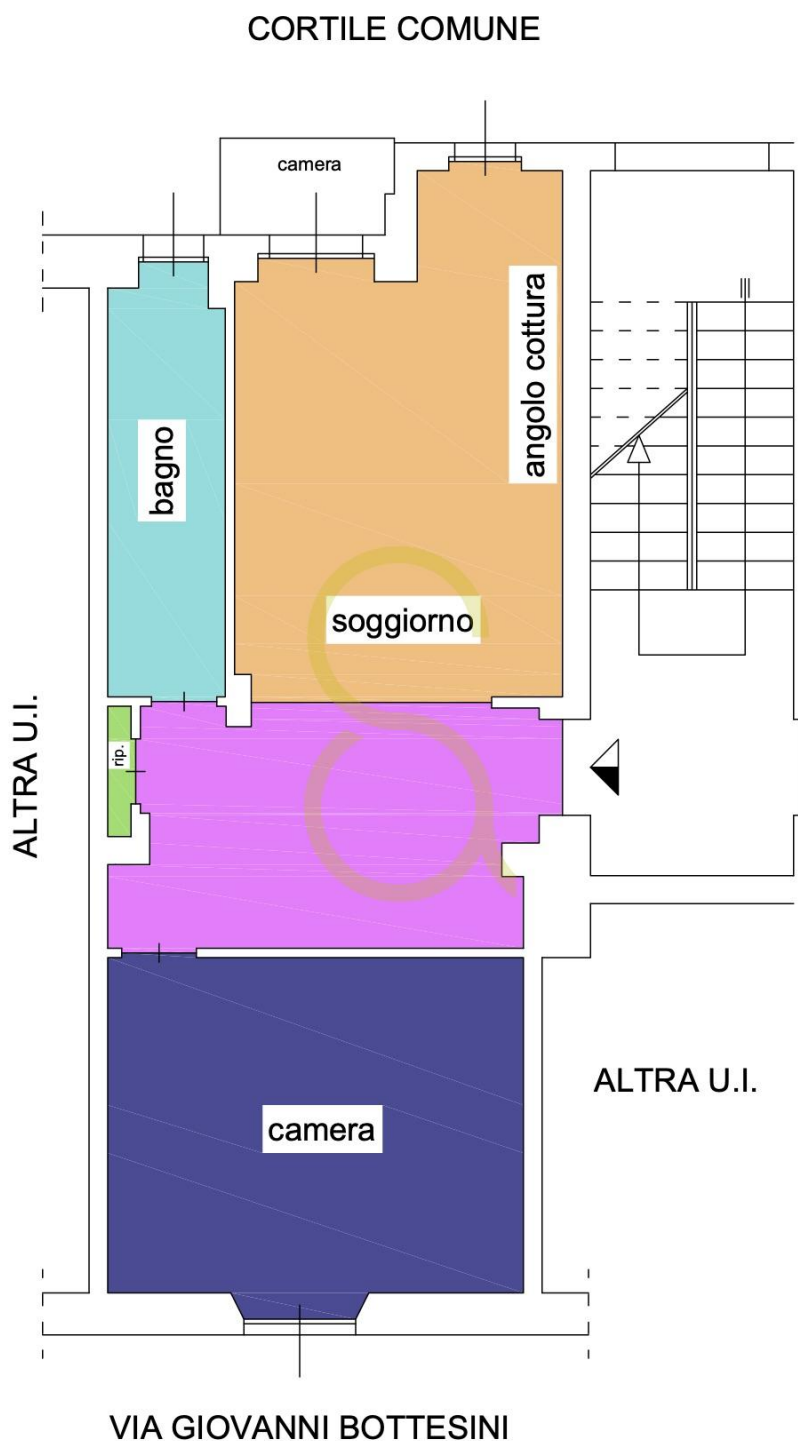 CORTILE COMUNE
camera
angolo cottura
bagno
soggiorno
rip.
ALTRA U.I.
ALTRA U.I.
camera
VIA GIOVANNI BOTTESINI